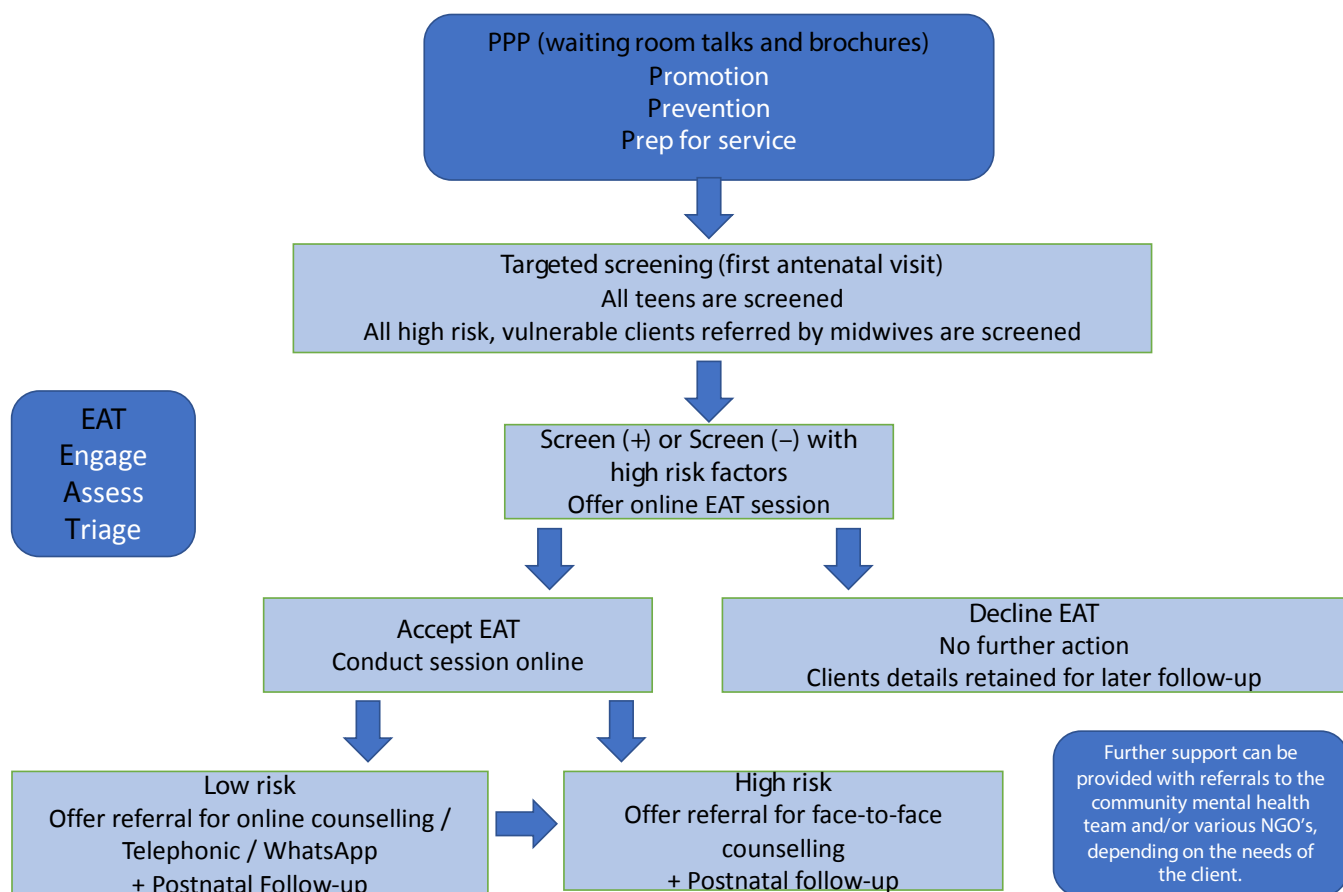 PPP (waiting room talks and brochures)
Promotion
Prevention
Prep for service
Targeted screening (first antenatal visit)
All teens are screened
All high risk, vulnerable clients referred by midwives are screened
EAT
Engage
Assess
Triage
Screen (+) or Screen (–) with
high risk factors
Offer online EAT session
Accept EAT
Conduct session online
Decline EAT
No further action
Clients details retained for later follow-up
Low risk
Offer referral for online counselling /
Telephonic / WhatsApp
+ Postnatal Follow-up
High risk
Offer referral for face-to-face
counselling
+ Postnatal follow-up
Further support can be
provided with referrals to the
community mental health
team and/or various NGO's,
depending on the needs of
the client.